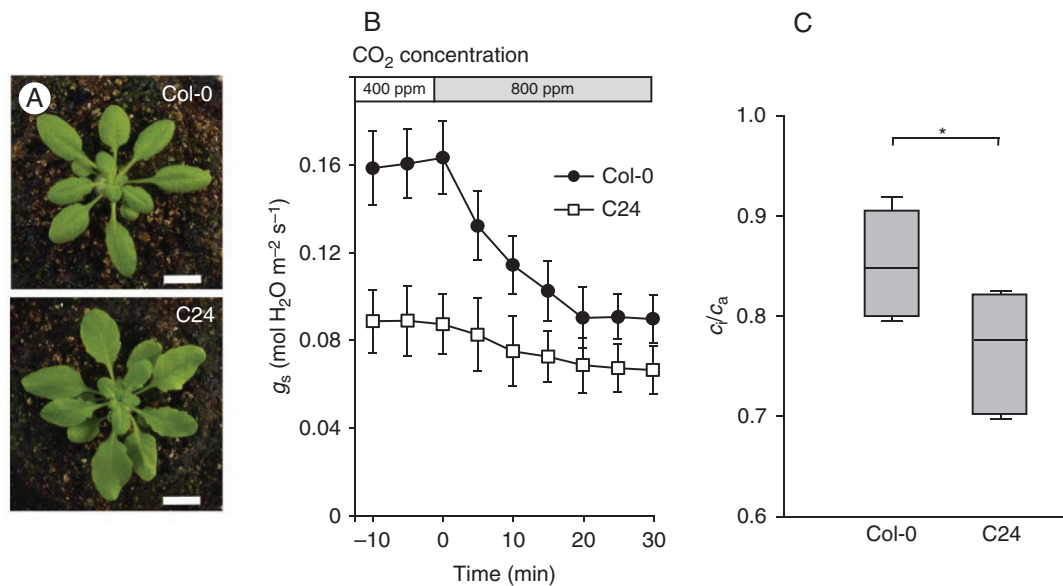 A
Col-0
C24
B
CO₂ concentration
400 ppm
800 ppm
Col-0
C24
gₛ (mol H₂O m⁻² s⁻¹)
0.16
0.12
0.08
0.04
0
–10
0
10
20
30
Time (min)
C
*
cᵢ/cₐ
1.0
0.9
0.8
0.7
0.6
Col-0
C24